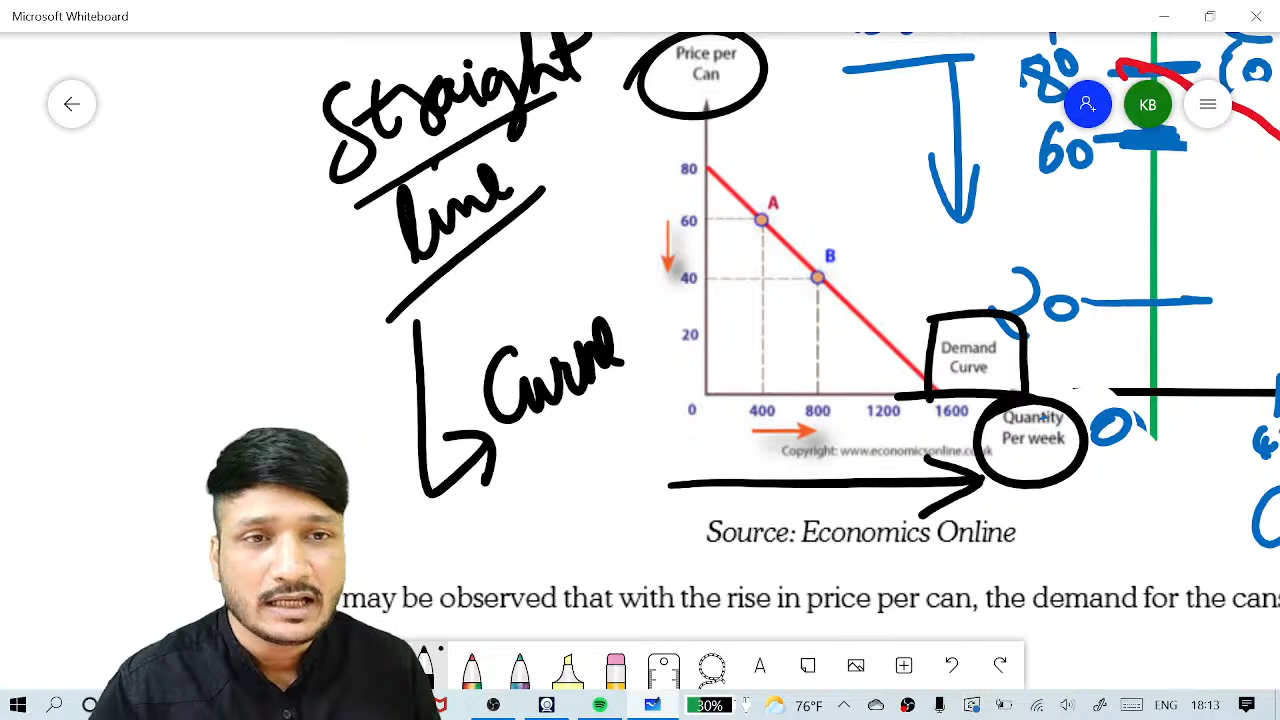 Microsoft Whiteboard
Straight
line
Curve
Price per
Can
80
60
40
20
0
400 800 1200 1600
A
B
Demand
Curve
Quantity
Per week
Copyright: www.economicsonline.co.uk
80
60
20
0
KB
Source: Economics Online
may be observed that with the rise in price per can, the demand for the cans
A
30%
76°F
ENG
18:13